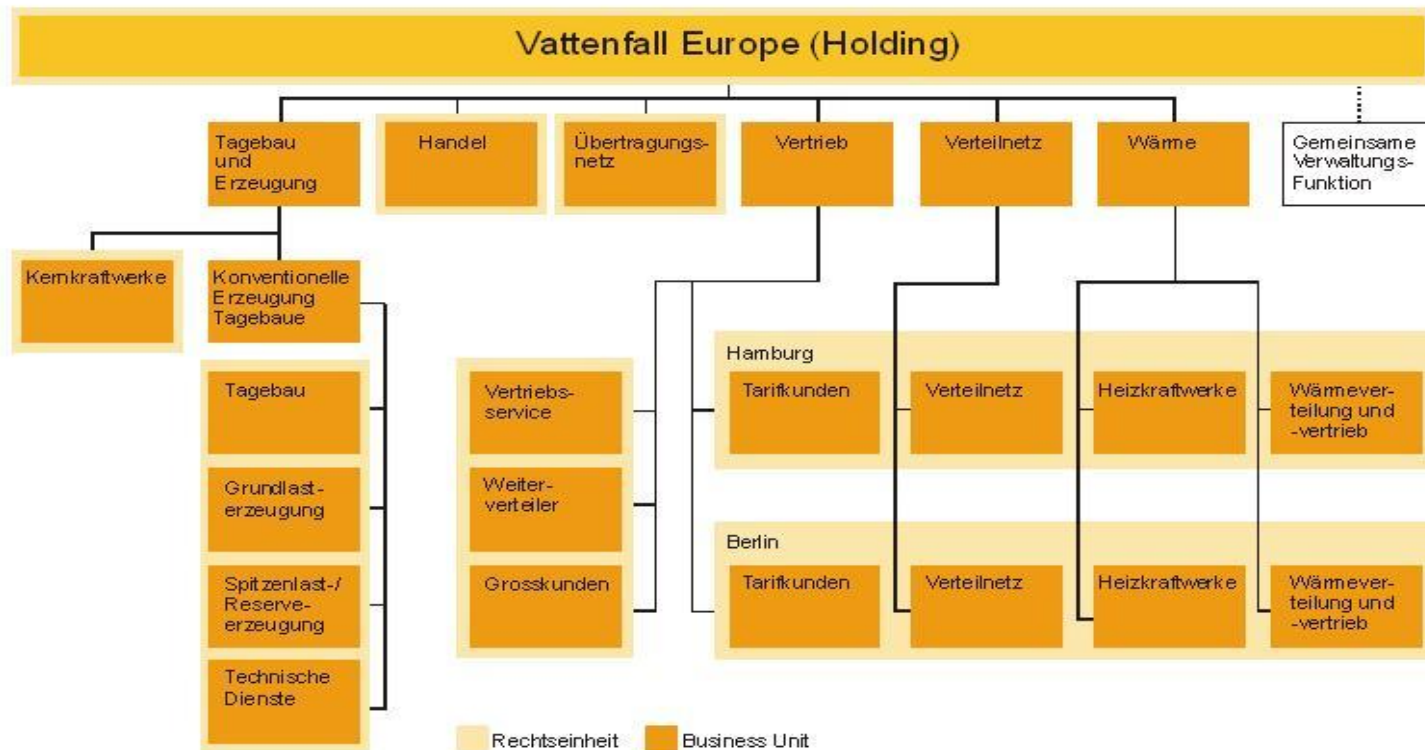 Vattenfall Europe (Holding)
Tagebau
und
Erzeugung
Handel
Übertragungs-
netz
Vertrieb
Verteilnetz
Wärme
Gemeinsame
Verwaltungs-
Funktion
Kernkraftwerke
Konventionelle
Erzeugung
Tagebaue
Tagebau
Grundlast-
erzeugung
Spitzenlast-/
Reserve-
erzeugung
Technische
Dienste
Vertriebs-
service
Weiter-
verteiler
Grosskunden
Hamburg
Tarifkunden
Verteilnetz
Heizkraftwerke
Wärmever-
teilung und
-vertrieb
Berlin
Tarifkunden
Verteilnetz
Heizkraftwerke
Wärmever-
teilung und
-vertrieb
Rechtseinheit
Business Unit